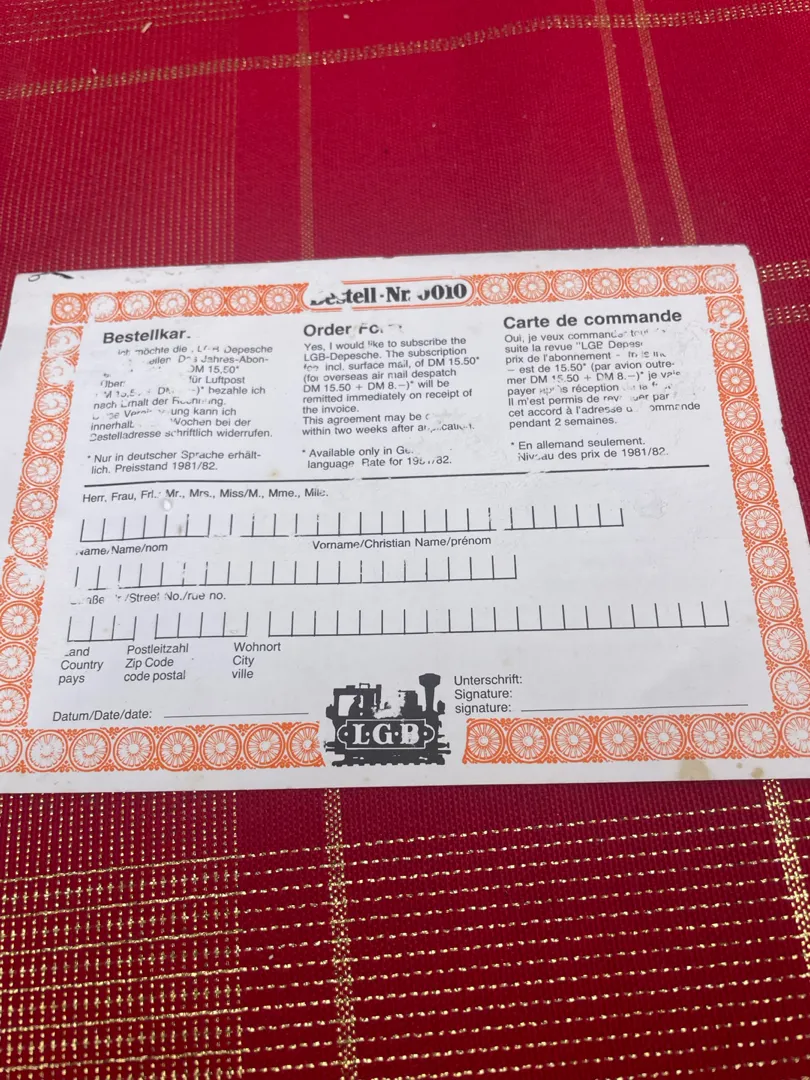 Bestell-Nr. 0010
Bestellkar
möchte die Depesche
Jahres-Abon-
DM 15,50*
für Luftpost
bezahle ich
nach Erhalt der Rechnung.
kann ich
innerhalb Wochen bei der
Bestelladresse schriftlich widerrufen.
* Nur in deutscher Sprache erhält-
lich. Preisstand 1981/82.
Order
Yes, I would like to subscribe the
LGB-Depesche. The subscription
fee incl. surface mail, of DM 15.50*
(for overseas air mail despatch
DM 15.50 + DM 8.–)* will be
remitted immediately on receipt of
the invoice.
This agreement may be
within two weeks after application.
* Available only in
language Rate for 1981/82.
Carte de commande
Oui, je veux commander tout
suite la revue "LGB Depes
prix de l'abonnement –
– est de 15.50* (par avion outre-
mer DM 15.50 + DM 8.–)* je
payer réception
Il m'est permis de par
cet accord à l'adresse commande
pendant 2 semaines.
* En allemand seulement.
Niveau des prix de 1981/82.
Herr, Frau, Frl. Mr., Mrs., Miss/M., Mme., Mlle.
Name/Name/nom Vorname/Christian Name/prénom
/Street No./rue no.
Land Postleitzahl Wohnort
Country Zip Code City
pays code postal ville
Unterschrift:
Signature:
Datum/Date/date: signature:
LGB